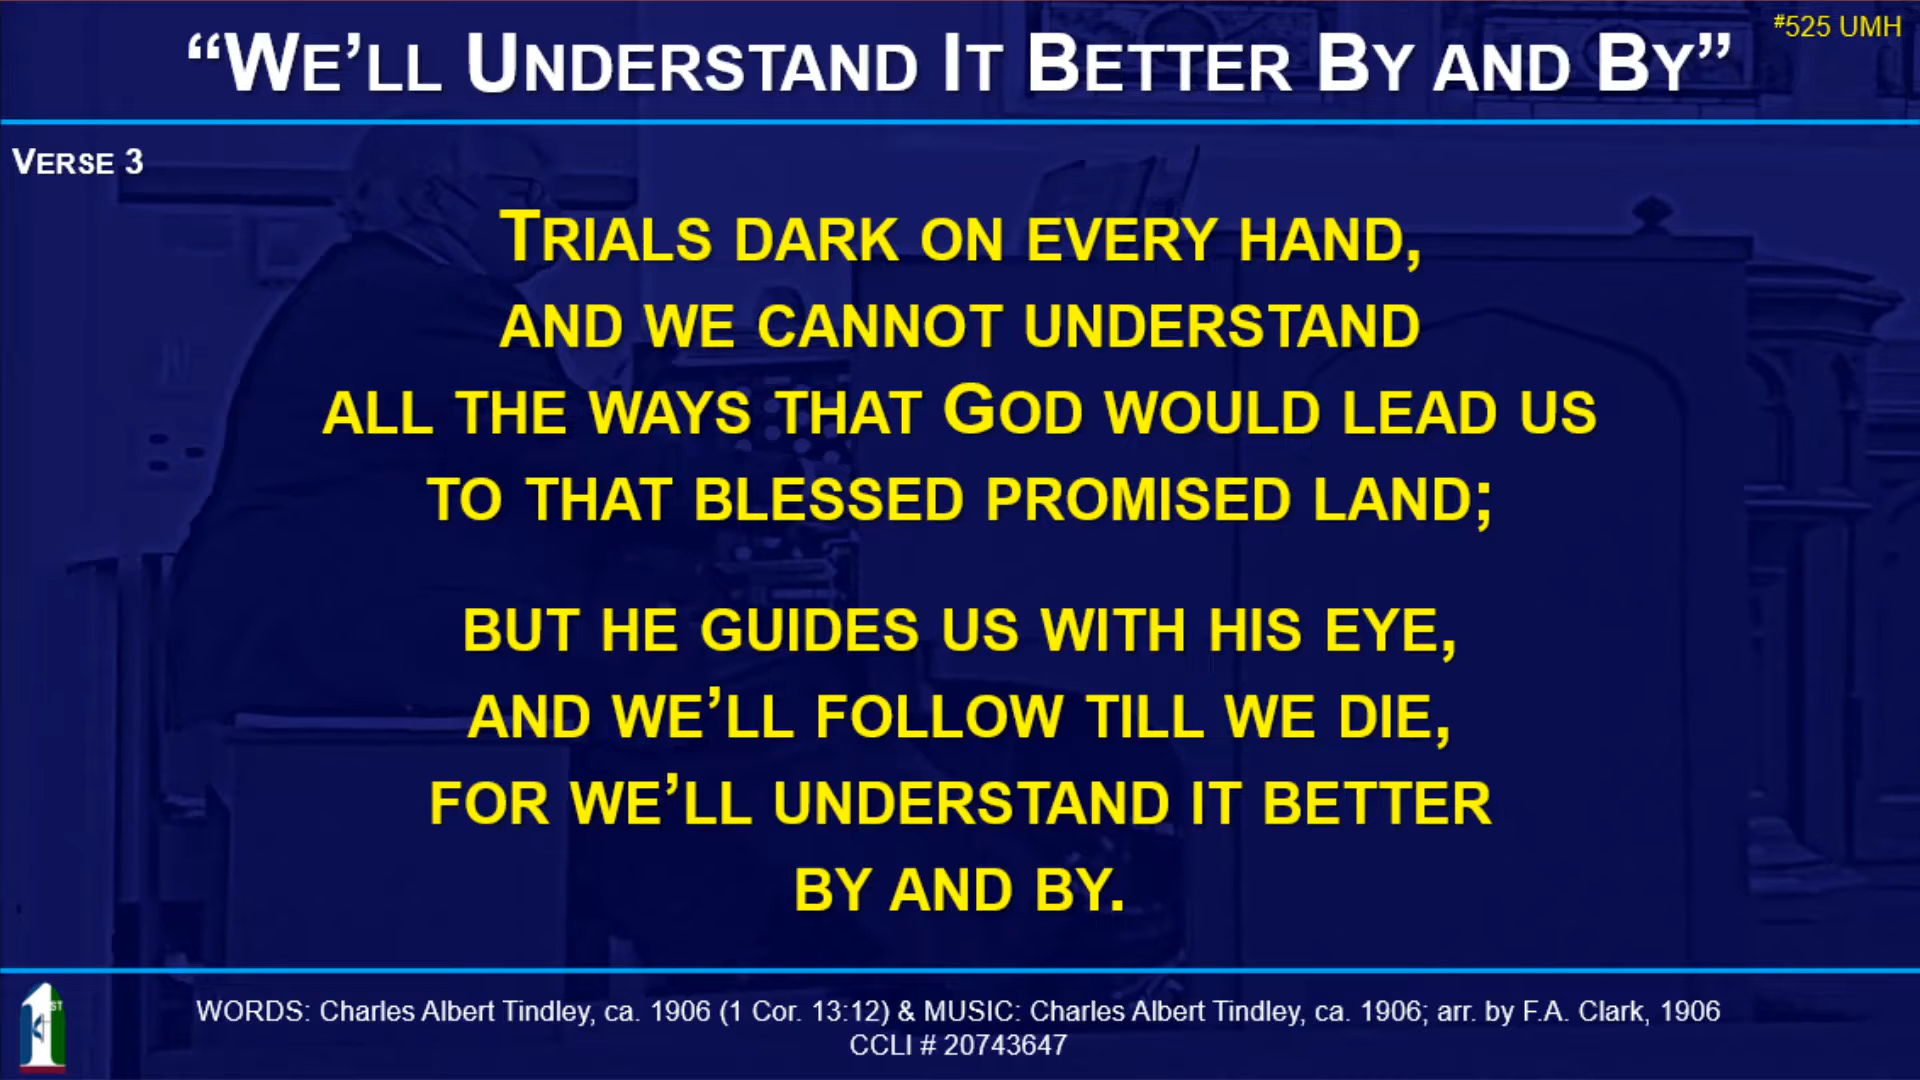 #525 UMH
“We’ll Understand It Better By and By”
Verse 3
Trials dark on every hand,
and we cannot understand
all the ways that God would lead us
to that blessed promised land;
but he guides us with his eye,
and we’ll follow till we die,
for we’ll understand it better
by and by.
1ST
WORDS: Charles Albert Tindley, ca. 1906 (1 Cor. 13:12) & MUSIC: Charles Albert Tindley, ca. 1906; arr. by F.A. Clark, 1906
CCLI # 20743647